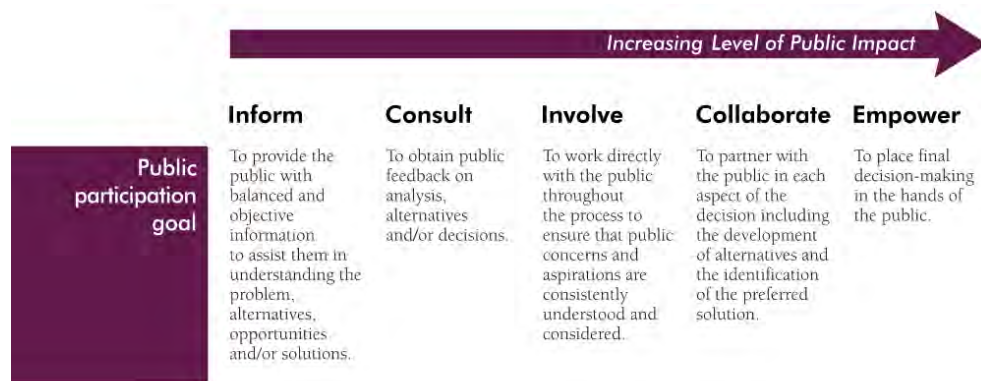 Increasing Level of Public Impact
Inform
Consult
Involve
Collaborate
Empower
Public
participation
goal
To provide the
public with
balanced and
objective
information
to assist them in
understanding the
problem,
alternatives,
opportunities
and/or solutions.
To obtain public
feedback on
analysis,
alternatives
and/or decisions.
To work directly
with the public
throughout
the process to
ensure that public
concerns and
aspirations are
consistently
understood and
considered.
To partner with
the public in each
aspect of the
decision including
the development
of alternatives and
the identification
of the preferred
solution.
To place final
decision-making
in the hands of
the public.